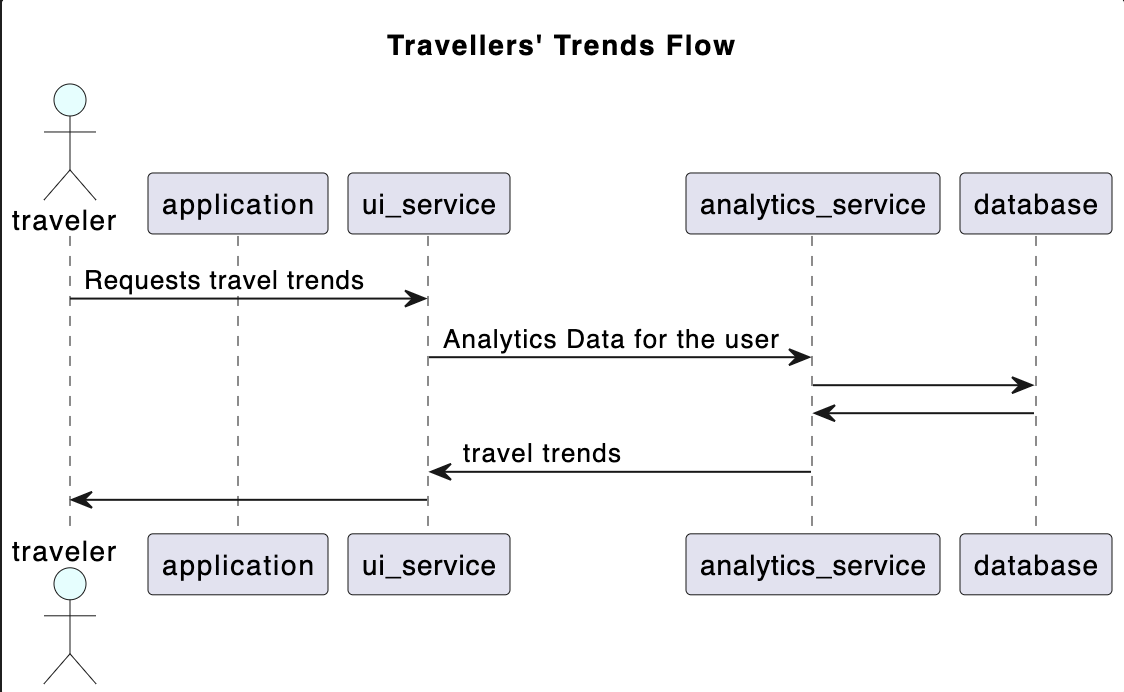 Travellers' Trends Flow
traveler
application
ui_service
analytics_service
database
Requests travel trends
Analytics Data for the user
travel trends
traveler
application
ui_service
analytics_service
database